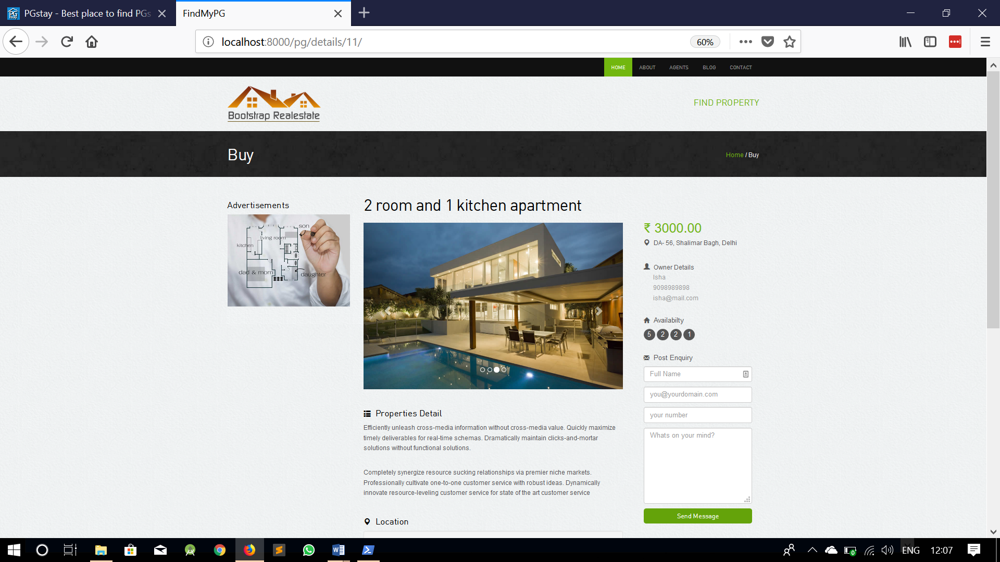 PGstay - Best place to find PGs
FindMyPG
localhost:8000/pg/details/11/
60%
HOME ABOUT AGENTS BLOG CONTACT
Bootstrap Realestate
FIND PROPERTY
Buy
Home / Buy
Advertisements
son
living room
kitchen
dad & mom
daughter
2 room and 1 kitchen apartment
₹ 3000.00
DA- 56, Shalimar Bagh, Delhi
Owner Details
Isha
9098989898
isha@mail.com
Availabilty
5 2 2 1
Post Enquiry
Full Name
you@yourdomain.com
your number
Whats on your mind?
Send Message
Properties Detail
Efficiently unleash cross-media information without cross-media value. Quickly maximize
timely deliverables for real-time schemas. Dramatically maintain clicks-and-mortar
solutions without functional solutions.
Completely synergize resource sucking relationships via premier niche markets.
Professionally cultivate one-to-one customer service with robust ideas. Dynamically
innovate resource-leveling customer service for state of the art customer service
Location
ENG 12:07